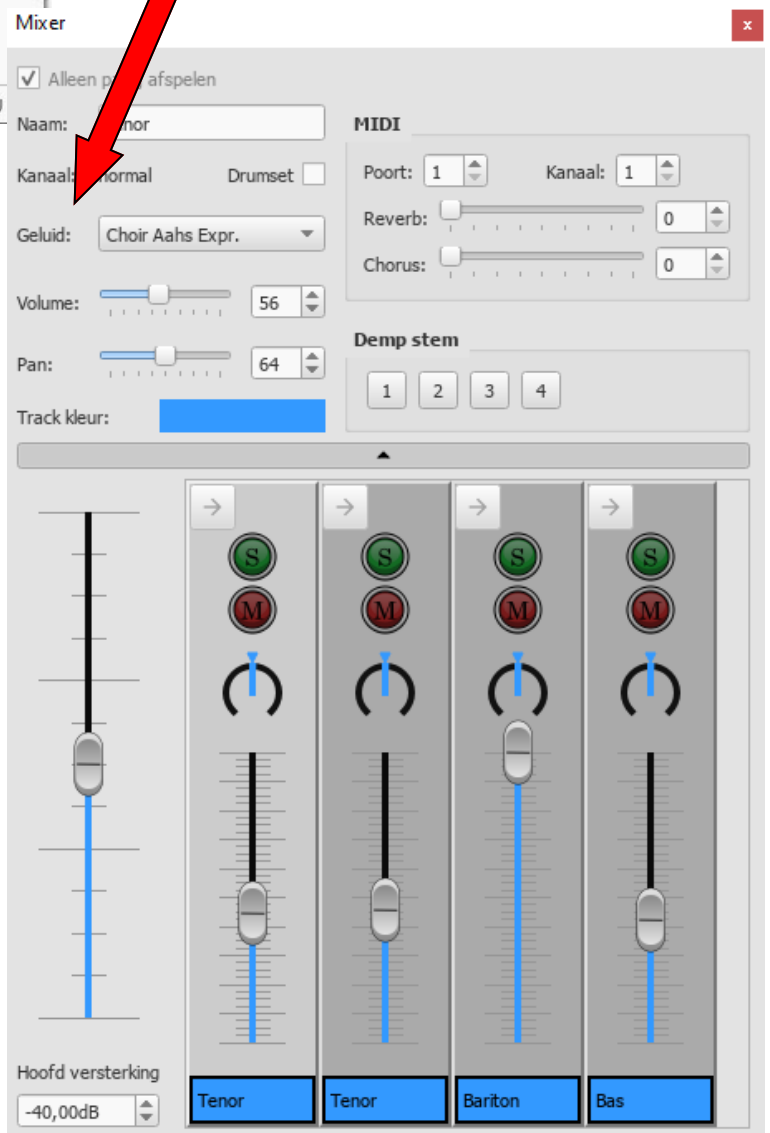 Mixer
x
Alleen p afspelen
Naam: nor
Kanaal: normal Drumset
Geluid: Choir Aahs Expr.
Volume: 56
Pan: 64
Track kleur:
MIDI
Poort: 1 Kanaal: 1
Reverb: 0
Chorus: 0
Demp stem
1 2 3 4
S S S S
M M M M
Hoofd versterking
-40,00dB
Tenor Tenor Bariton Bas